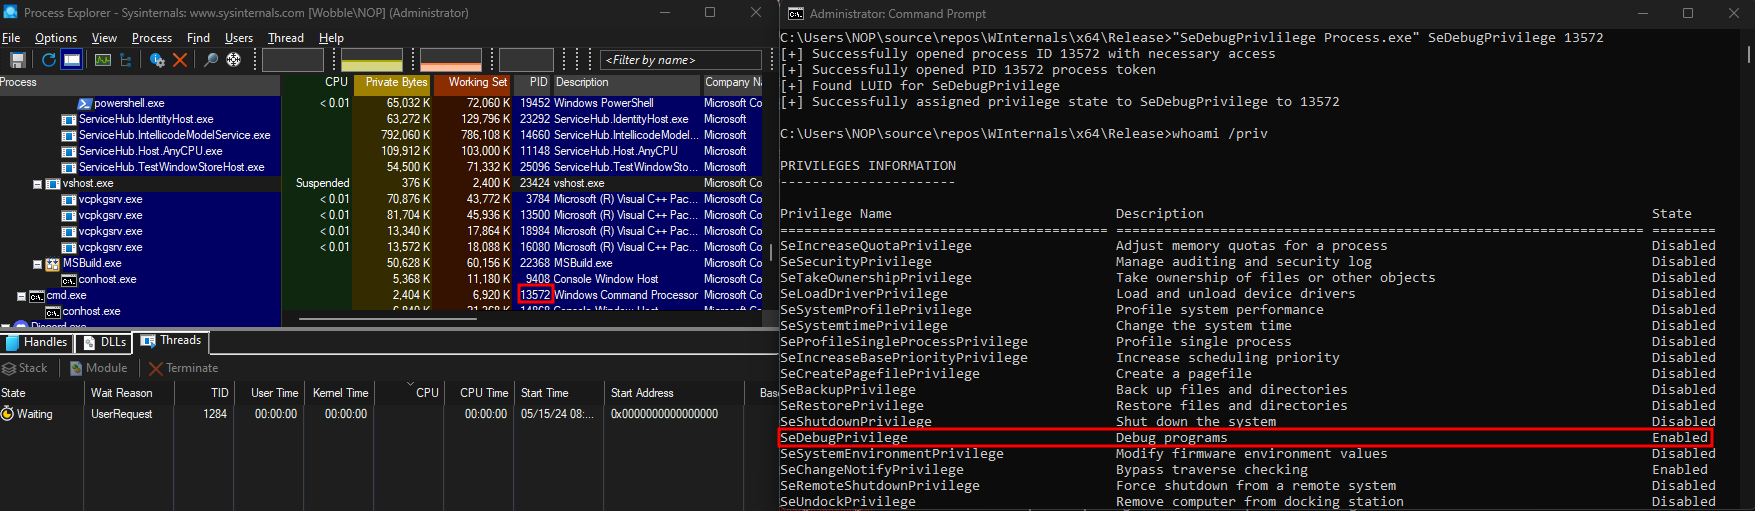 Process Explorer - Sysinternals: www.sysinternals.com [Wobble\NOP] (Administrator)
File Options View Process Find Users Thread Help
<Filter by name>
Process CPU Private Bytes Working Set PID Description Company Na
powershell.exe < 0.01 65,032 K 72,060 K 19452 Windows PowerShell Microsoft Co
ServiceHub.IdentityHost.exe 63,272 K 129,796 K 23292 ServiceHub.IdentityHost.exe Microsoft
ServiceHub.IntellicodeModelService.exe 792,060 K 786,108 K 14660 ServiceHub.IntellicodeModel... Microsoft
ServiceHub.Host.AnyCPU.exe 109,912 K 103,000 K 11148 ServiceHub.Host.AnyCPU Microsoft
ServiceHub.TestWindowStoreHost.exe 54,500 K 71,332 K 25096 ServiceHub.TestWindowSto... Microsoft
vshost.exe Suspended 376 K 2,400 K 23424 vshost.exe Microsoft Co
vcpkgsrv.exe < 0.01 70,876 K 43,772 K 3784 Microsoft (R) Visual C++ Pac... Microsoft Co
vcpkgsrv.exe < 0.01 81,704 K 45,936 K 13500 Microsoft (R) Visual C++ Pac... Microsoft Co
vcpkgsrv.exe < 0.01 13,340 K 17,864 K 18984 Microsoft (R) Visual C++ Pac... Microsoft Co
vcpkgsrv.exe < 0.01 13,572 K 18,088 K 16080 Microsoft (R) Visual C++ Pac... Microsoft Co
MSBuild.exe 50,628 K 60,156 K 22368 MSBuild.exe Microsoft Co
conhost.exe 5,368 K 11,180 K 9408 Console Window Host Microsoft Co
cmd.exe 2,404 K 6,920 K 13572 Windows Command Processor Microsoft Co
conhost.exe
Handles DLLs Threads
Stack Module Terminate
State Wait Reason TID User Time Kernel Time CPU CPU Time Start Time Start Address Base
Waiting UserRequest 1284 00:00:00 00:00:00 00:00:00 05/15/24 08:... 0x0000000000000000
Administrator: Command Prompt
C:\Users\NOP\source\repos\WInternals\x64\Release>"SeDebugPrivlilege Process.exe" SeDebugPrivilege 13572
[+] Successfully opened process ID 13572 with necessary access
[+] Successfully opened PID 13572 process token
[+] Found LUID for SeDebugPrivilege
[+] Successfully assigned privilege state to SeDebugPrivilege to 13572
C:\Users\NOP\source\repos\WInternals\x64\Release>whoami /priv
PRIVILEGES INFORMATION
----------------------
Privilege Name Description State
========================================= ================================================================== ========
SeIncreaseQuotaPrivilege Adjust memory quotas for a process Disabled
SeSecurityPrivilege Manage auditing and security log Disabled
SeTakeOwnershipPrivilege Take ownership of files or other objects Disabled
SeLoadDriverPrivilege Load and unload device drivers Disabled
SeSystemProfilePrivilege Profile system performance Disabled
SeSystemtimePrivilege Change the system time Disabled
SeProfileSingleProcessPrivilege Profile single process Disabled
SeIncreaseBasePriorityPrivilege Increase scheduling priority Disabled
SeCreatePagefilePrivilege Create a pagefile Disabled
SeBackupPrivilege Back up files and directories Disabled
SeRestorePrivilege Restore files and directories Disabled
SeShutdownPrivilege Shut down the system Disabled
SeDebugPrivilege Debug programs Enabled
SeSystemEnvironmentPrivilege Modify firmware environment values Disabled
SeChangeNotifyPrivilege Bypass traverse checking Enabled
SeRemoteShutdownPrivilege Force shutdown from a remote system Disabled
SeUndockPrivilege Remove computer from docking station Disabled